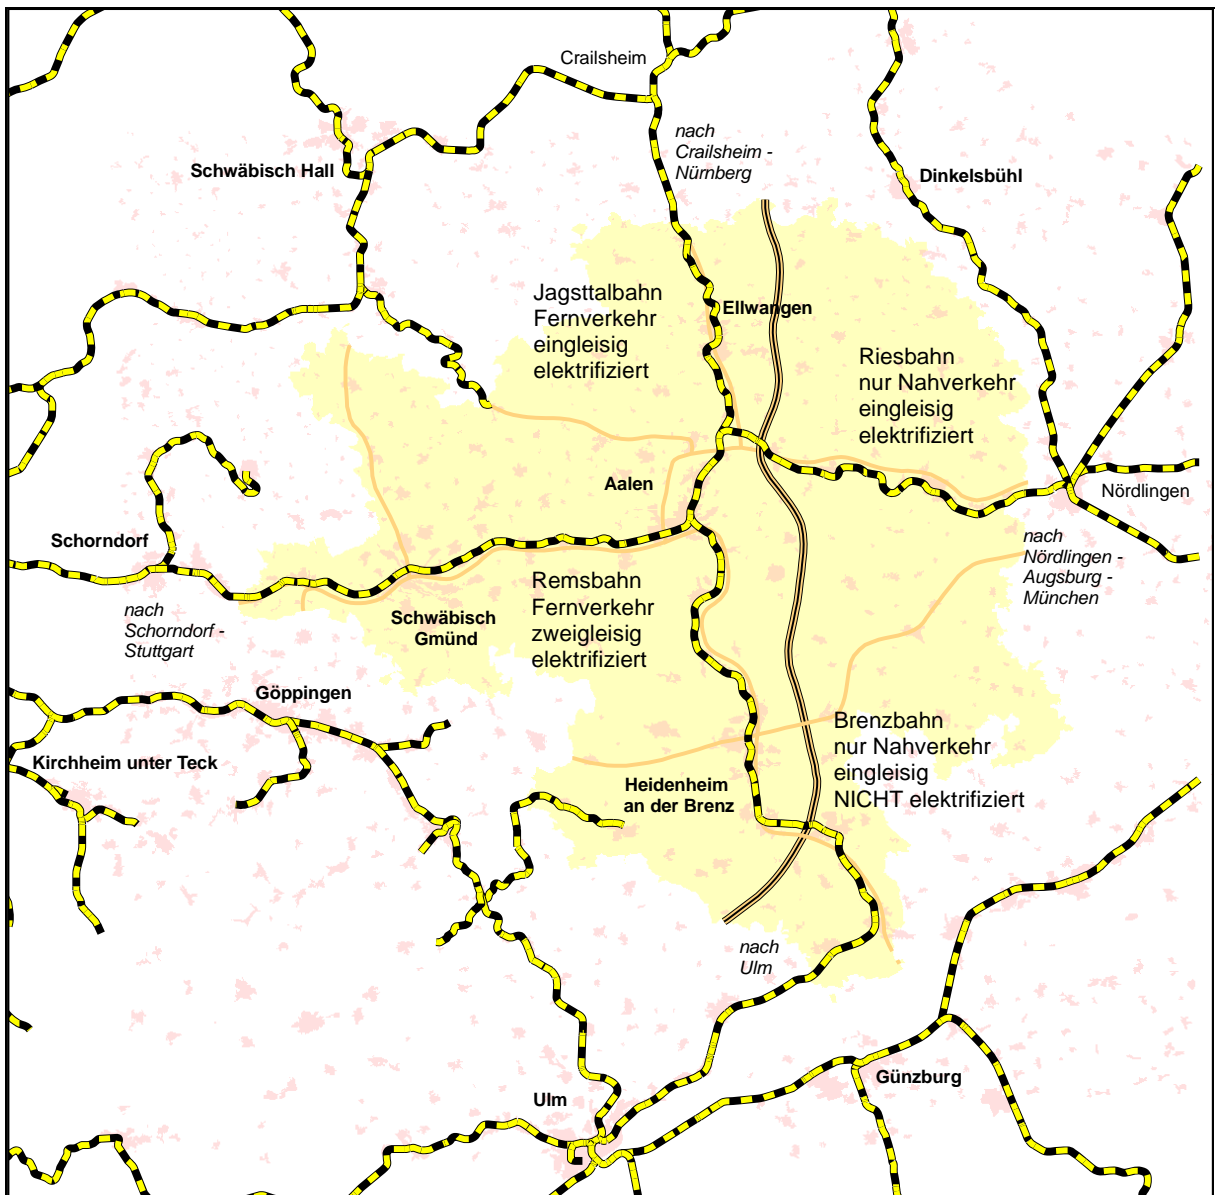 Crailsheim
nach
Crailsheim -
Nürnberg
Schwäbisch Hall
Dinkelsbühl
Jagsttalbahn
Fernverkehr
eingleisig
elektrifiziert
Ellwangen
Riesbahn
nur Nahverkehr
eingleisig
elektrifiziert
Aalen
Nördlingen
Schorndorf
nach
Nördlingen -
Augsburg -
München
Remsbahn
Fernverkehr
zweigleisig
elektrifiziert
nach
Schorndorf -
Stuttgart
Schwäbisch
Gmünd
Göppingen
Brenzbahn
nur Nahverkehr
eingleisig
NICHT elektrifiziert
Kirchheim unter Teck
Heidenheim
an der Brenz
nach
Ulm
Günzburg
Ulm